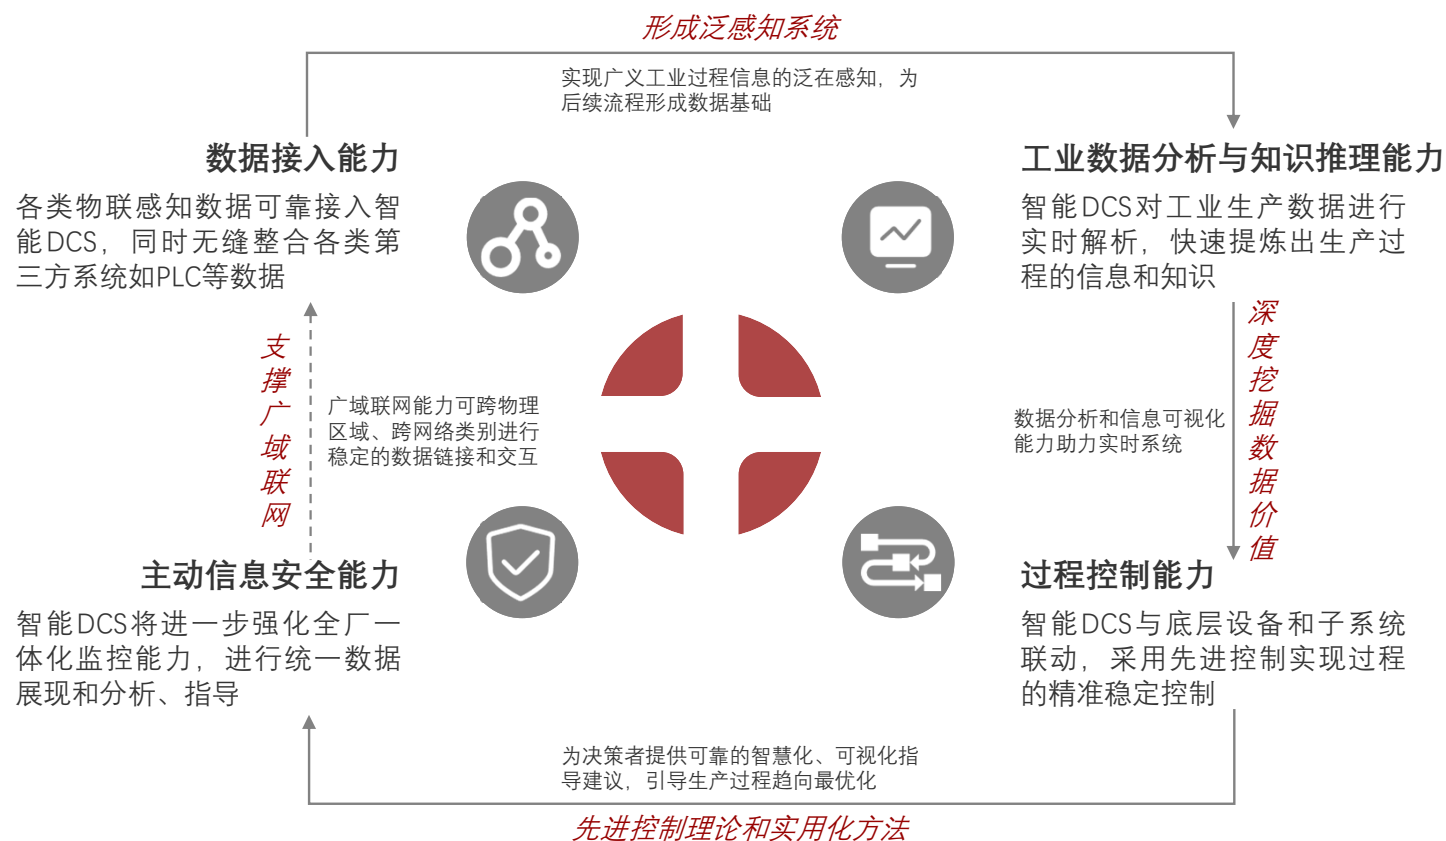 形成泛感知系统
实现广义工业过程信息的泛在感知，为
后续流程形成数据基础
数据接入能力
各类物联感知数据可靠接入智
能DCS，同时无缝整合各类第
三方系统如PLC等数据
工业数据分析与知识推理能力
智能DCS对工业生产数据进行
实时解析，快速提炼出生产过
程的信息和知识
支撑广域联网
广域联网能力可跨物理
区域、跨网络类别进行
稳定的数据链接和交互
数据分析和信息可视化
能力助力实时系统
深度挖掘数据价值
主动信息安全能力
智能DCS将进一步强化全厂一
体化监控能力，进行统一数据
展现和分析、指导
过程控制能力
智能DCS与底层设备和子系统
联动，采用先进控制实现过程
的精准稳定控制
为决策者提供可靠的智慧化、可视化指
导建议，引导生产过程趋向最优化
先进控制理论和实用化方法